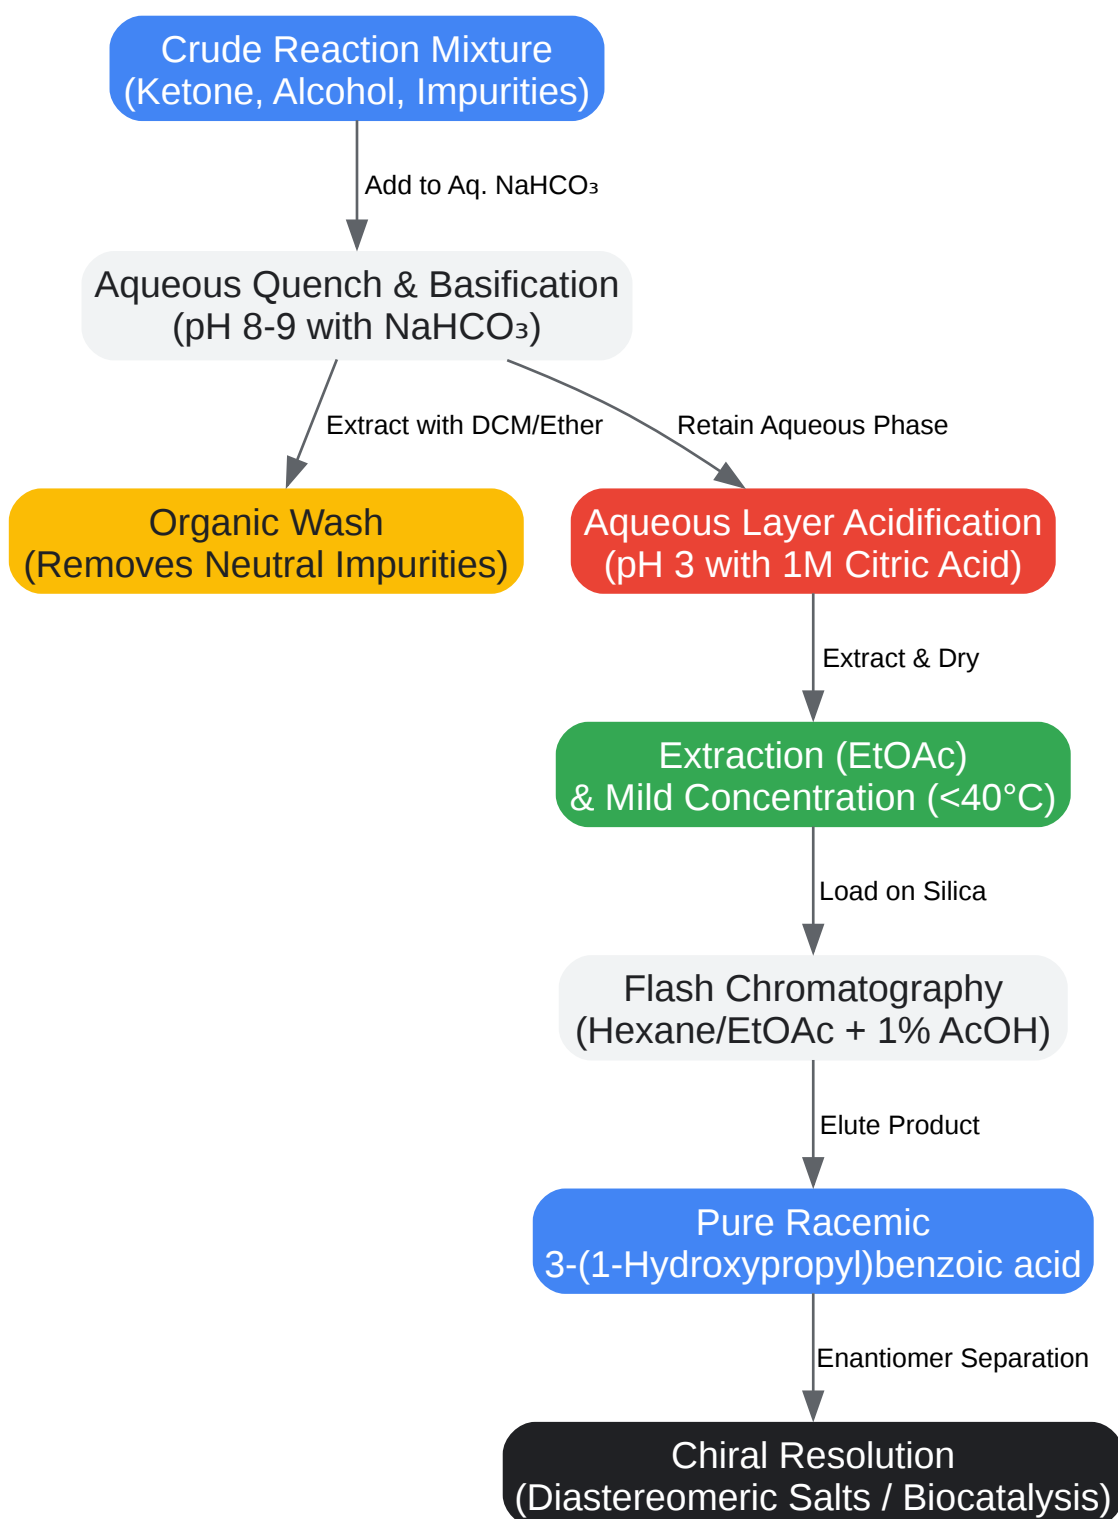 Crude Reaction Mixture
(Ketone, Alcohol, Impurities)
Add to Aq. NaHCO₃
Aqueous Quench & Basification
(pH 8-9 with NaHCO₃)
Extract with DCM/Ether
Retain Aqueous Phase
Organic Wash
(Removes Neutral Impurities)
Aqueous Layer Acidification
(pH 3 with 1M Citric Acid)
Extract & Dry
Extraction (EtOAc)
& Mild Concentration (<40°C)
Load on Silica
Flash Chromatography
(Hexane/EtOAc + 1% AcOH)
Elute Product
Pure Racemic
3-(1-Hydroxypropyl)benzoic acid
Enantiomer Separation
Chiral Resolution
(Diastereomeric Salts / Biocatalysis)